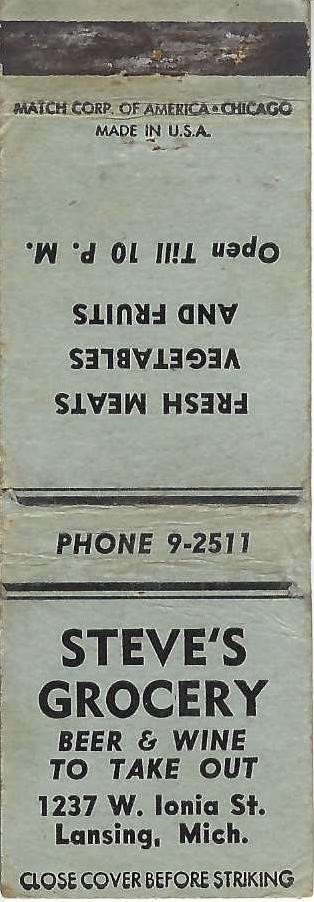 MATCH CORP. OF AMERICA • CHICAGO
MADE IN U.S.A.
FRESH MEATS
VEGETABLES
AND FRUITS
Open Till 10 P. M.
PHONE 9-2511
STEVE'S
GROCERY
BEER & WINE
TO TAKE OUT
1237 W. Ionia St.
Lansing, Mich.
CLOSE COVER BEFORE STRIKING